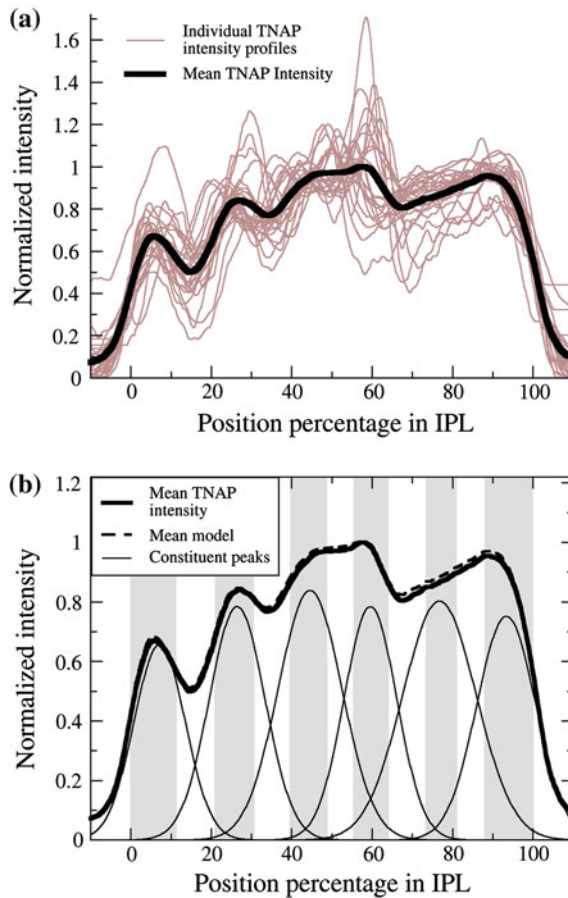 (a)
Individual TNAP
intensity profiles
Mean TNAP Intensity
Normalized intensity
1.6
1.4
1.2
1
0.8
0.6
0.4
0.2
0
0 20 40 60 80 100
Position percentage in IPL
(b)
Mean TNAP
intensity
Mean model
Constituent peaks
Normalized intensity
1.2
1
0.8
0.6
0.4
0.2
0
0 20 40 60 80 100
Position percentage in IPL